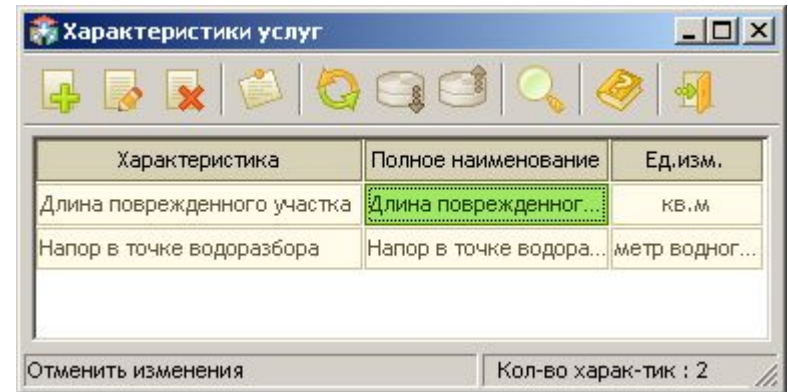 Характеристики услуг
Характеристика Полное наименование Ед.изм.
Длина поврежденного участка Длина поврежденног... кв.м
Напор в точке водоразбора Напор в точке водора... метр водног...
Отменить изменения Кол-во харак-тик : 2